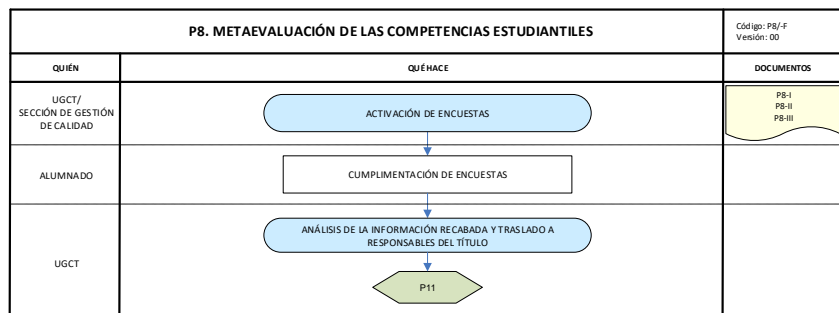 P8. METAEVALUACIÓN DE LAS COMPETENCIAS ESTUDIANTILES
Código: P8/-F
Versión: 00
QUIÉN
QUÉ HACE
DOCUMENTOS
UGCT/
SECCIÓN DE GESTIÓN
DE CALIDAD
ACTIVACIÓN DE ENCUESTAS
P8-I
P8-II
P8-III
ALUMNADO
CUMPLIMENTACIÓN DE ENCUESTAS
UGCT
ANÁLISIS DE LA INFORMACIÓN RECABADA Y TRASLADO A
RESPONSABLES DEL TÍTULO
P11